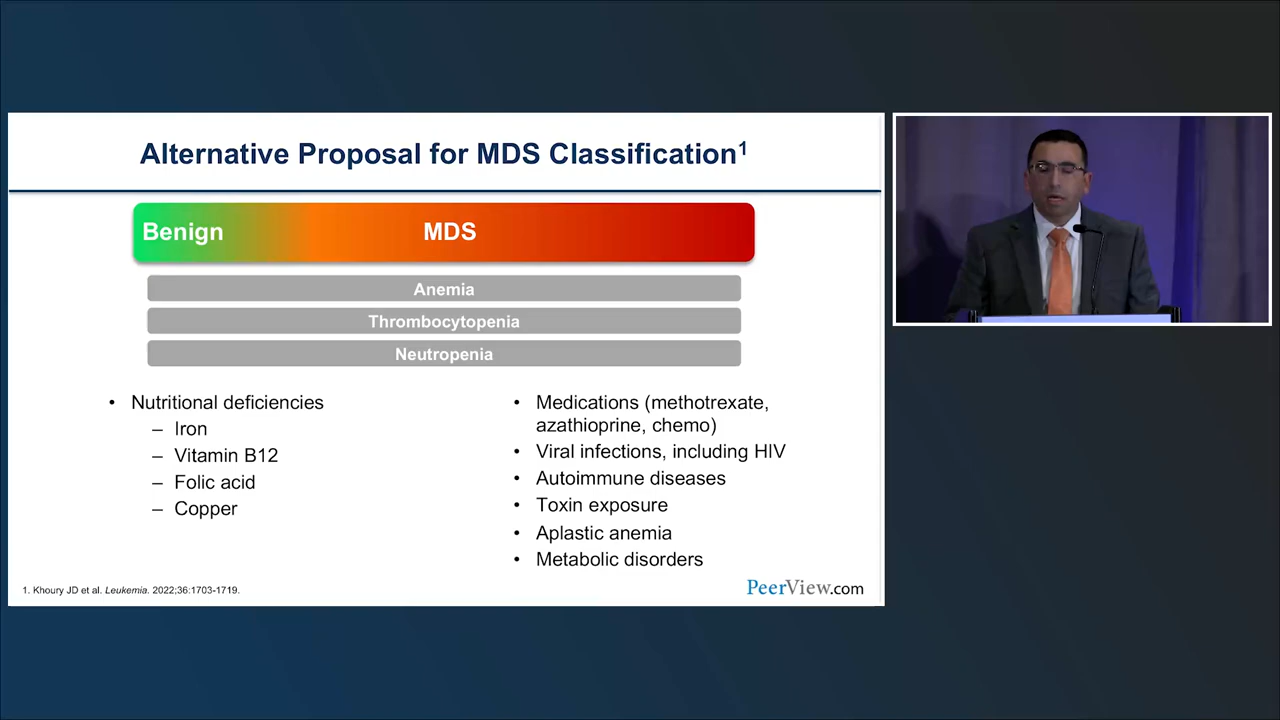 Alternative Proposal for MDS Classification1
Benign
MDS
Anemia
Thrombocytopenia
Neutropenia
• Nutritional deficiencies
– Iron
– Vitamin B12
– Folic acid
– Copper
• Medications (methotrexate,
azathioprine, chemo)
• Viral infections, including HIV
• Autoimmune diseases
• Toxin exposure
• Aplastic anemia
• Metabolic disorders
1. Khoury JD et al. Leukemia. 2022;36:1703-1719.
PeerView.com